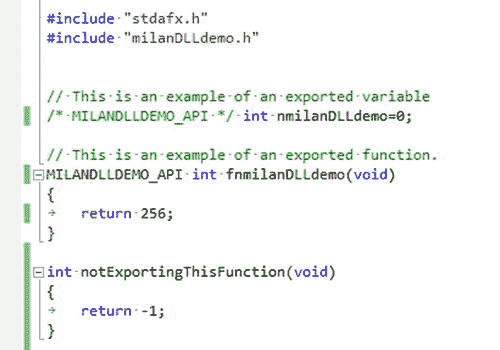 #include "stdafx.h"
#include "milanDLLdemo.h"
// This is an example of an exported variable
/* MILANDLLDEMO_API */ int nmilanDLLdemo=0;
// This is an example of an exported function.
MILANDLLDEMO_API int fnmilanDLLdemo(void)
{
return 256;
}
int notExportingThisFunction(void)
{
return -1;
}